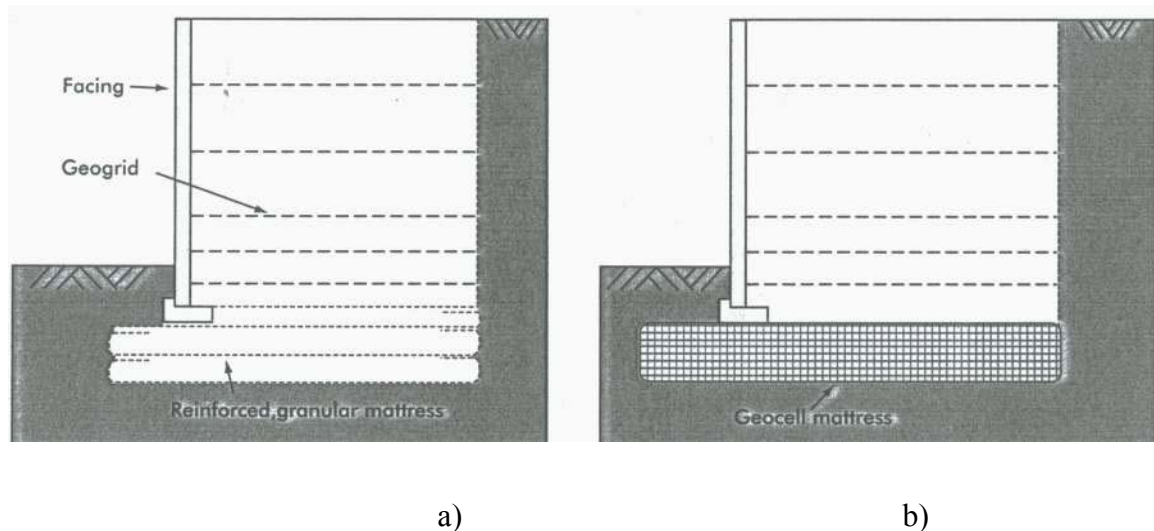 Facing
Geogrid
Reinforced,granular mattress
Geocell mattress
a)
b)